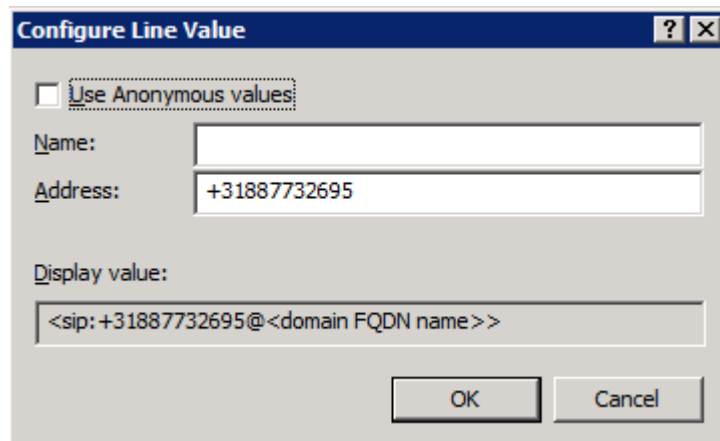 Configure Line Value
Use Anonymous values
Name:
Address: +31887732695
Display value:
<sip:+31887732695@<domain FQDN name>>
OK Cancel